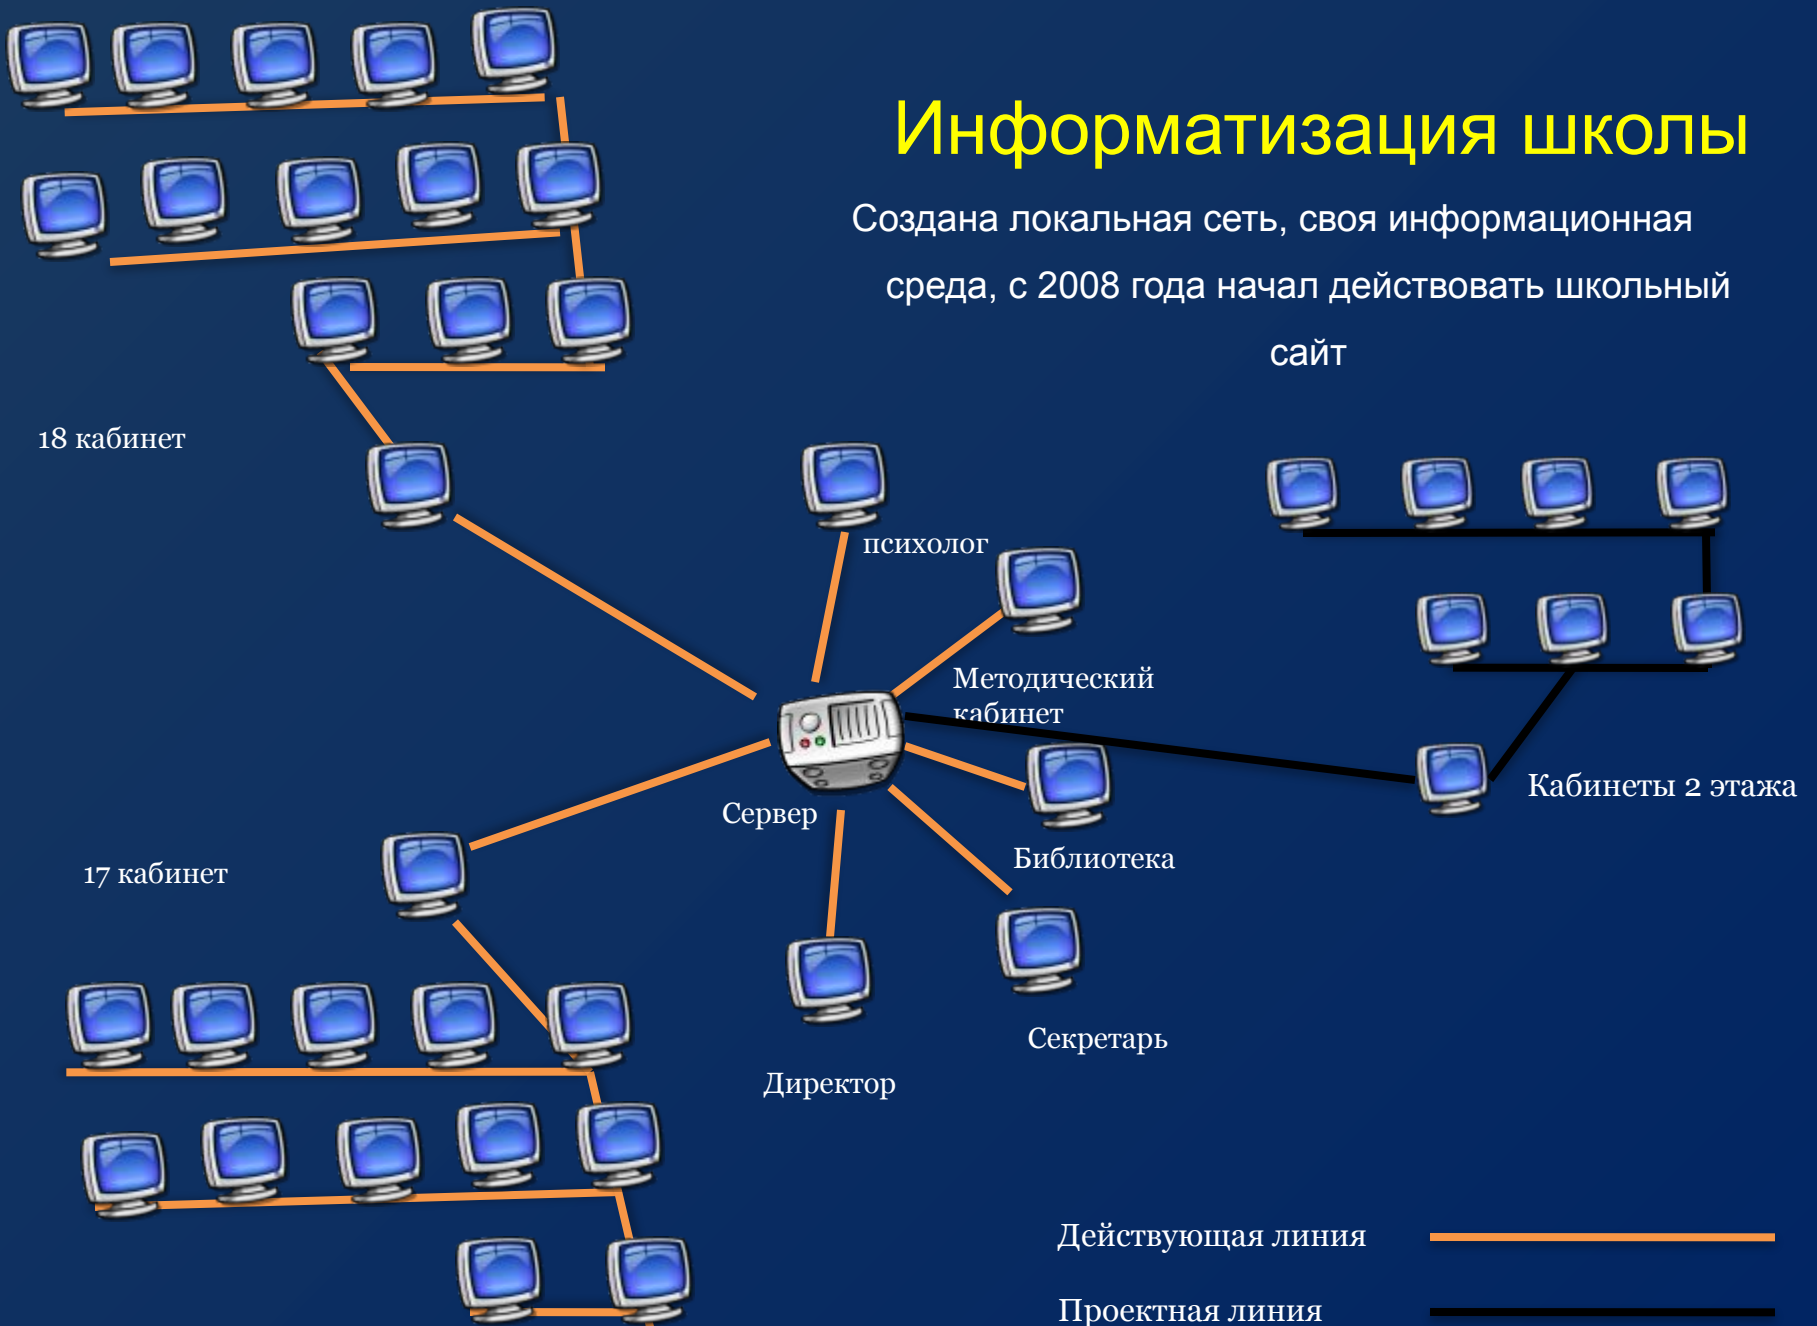 Информатизация школы
Создана локальная сеть, своя информационная
среда, с 2008 года начал действовать школьный
сайт
18 кабинет
психолог
Методический
кабинет
Кабинеты 2 этажа
Сервер
Библиотека
17 кабинет
Секретарь
Директор
Действующая линия
Проектная линия